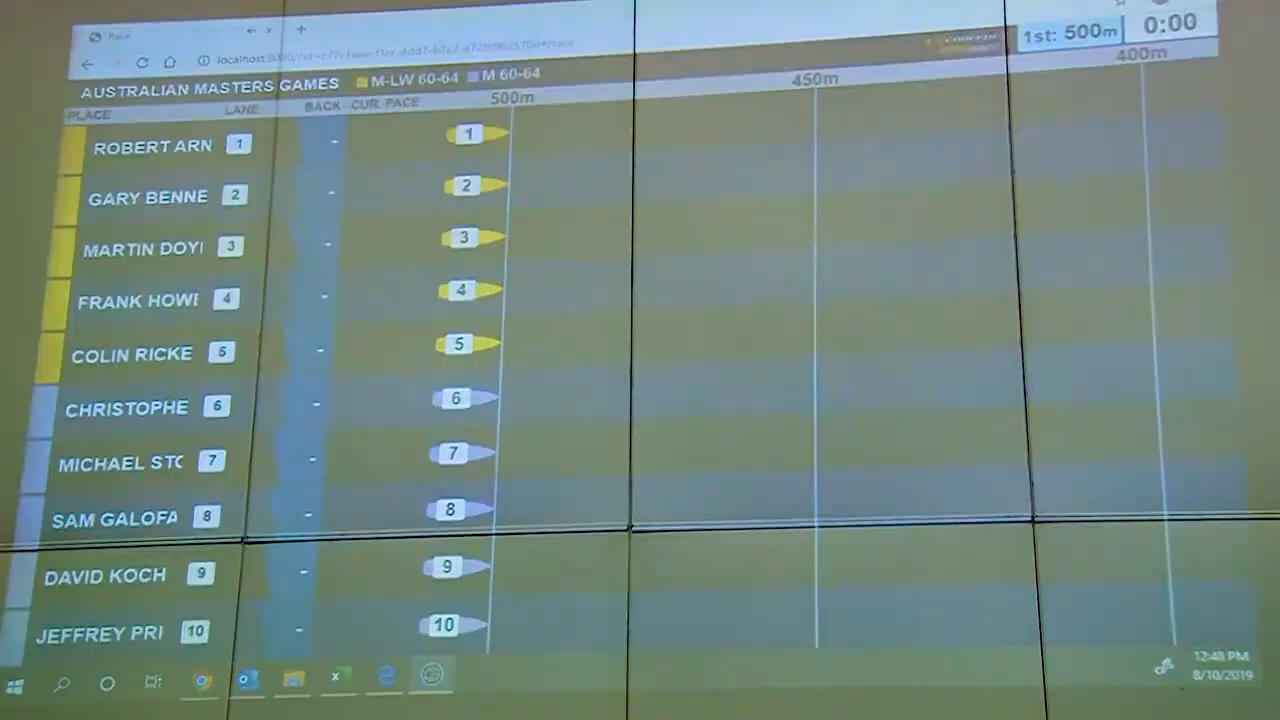 Race
localhost:8080/
1st: 500m 0:00
AUSTRALIAN MASTERS GAMES M-LW 60-64 M 60-64
PLACE LANE BACK CUR. PACE 500m 450m 400m
ROBERT ARN 1 - 1
GARY BENNE 2 - 2
MARTIN DOYI 3 - 3
FRANK HOWE 4 - 4
COLIN RICKE 5 - 5
CHRISTOPHE 6 - 6
MICHAEL STO 7 - 7
SAM GALOFA 8 - 8
DAVID KOCH 9 - 9
JEFFREY PRI 10 - 10
12:48 PM
8/10/2019